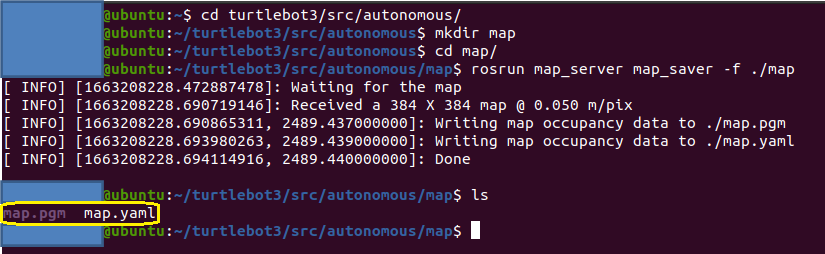 @ubuntu:~$ cd turtlebot3/src/autonomous/
@ubuntu:~/turtlebot3/src/autonomous$ mkdir map
@ubuntu:~/turtlebot3/src/autonomous$ cd map/
@ubuntu:~/turtlebot3/src/autonomous/map$ rosrun map_server map_saver -f ./map
[ INFO] [1663208228.472887478]: Waiting for the map
[ INFO] [1663208228.690719146]: Received a 384 X 384 map @ 0.050 m/pix
[ INFO] [1663208228.690865311, 2489.437000000]: Writing map occupancy data to ./map.pgm
[ INFO] [1663208228.693980263, 2489.439000000]: Writing map occupancy data to ./map.yaml
[ INFO] [1663208228.694114916, 2489.440000000]: Done
@ubuntu:~/turtlebot3/src/autonomous/map$ ls
map.pgm  map.yaml
@ubuntu:~/turtlebot3/src/autonomous/map$